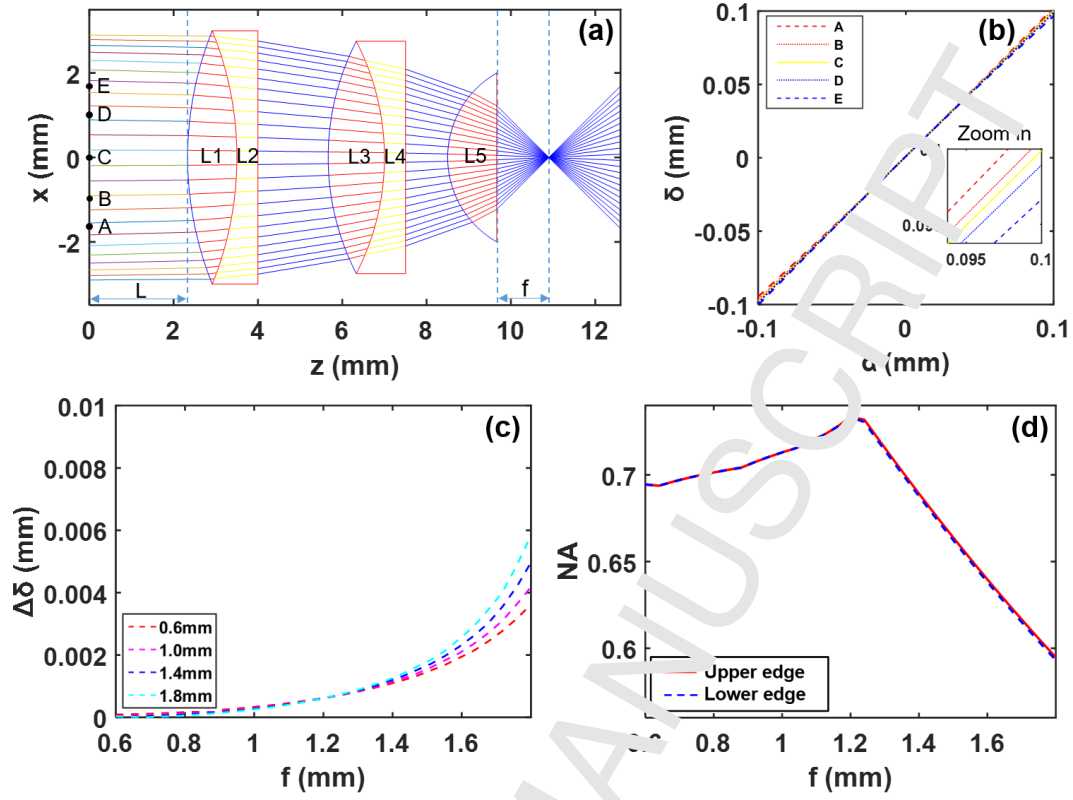 (a)
x (mm)
2
0
-2
E
D
C
B
A
L1
L2
L3
L4
L5
L
f
0
2
4
6
8
10
12
z (mm)
(b)
δ (mm)
0.1
0.05
0
-0.05
-0.1
A
B
C
D
E
Zoom in
0.095
0.1
-0.1
0
0.1
(mm)
(c)
Δδ (mm)
0.01
0.008
0.006
0.004
0.002
0
0.6mm
1.0mm
1.4mm
1.8mm
0.6
0.8
1
1.2
1.4
1.6
f (mm)
(d)
NA
0.7
0.65
0.6
Upper edge
Lower edge
0.6
0.8
1
1.2
1.4
1.6
f (mm)
MANUSCRIPT